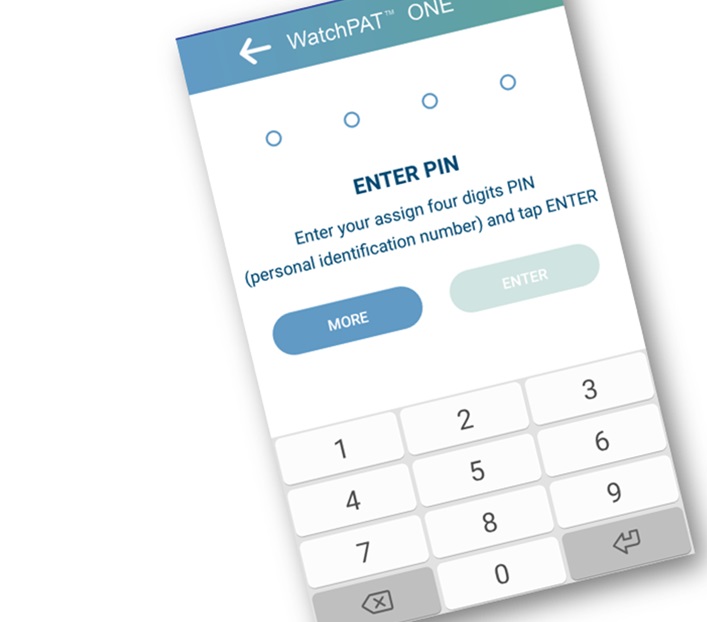 WatchPAT™ ONE
ENTER PIN
Enter your assign four digits PIN
(personal identification number) and tap ENTER
MORE ENTER
1 2 3
4 5 6
7 8 9
0